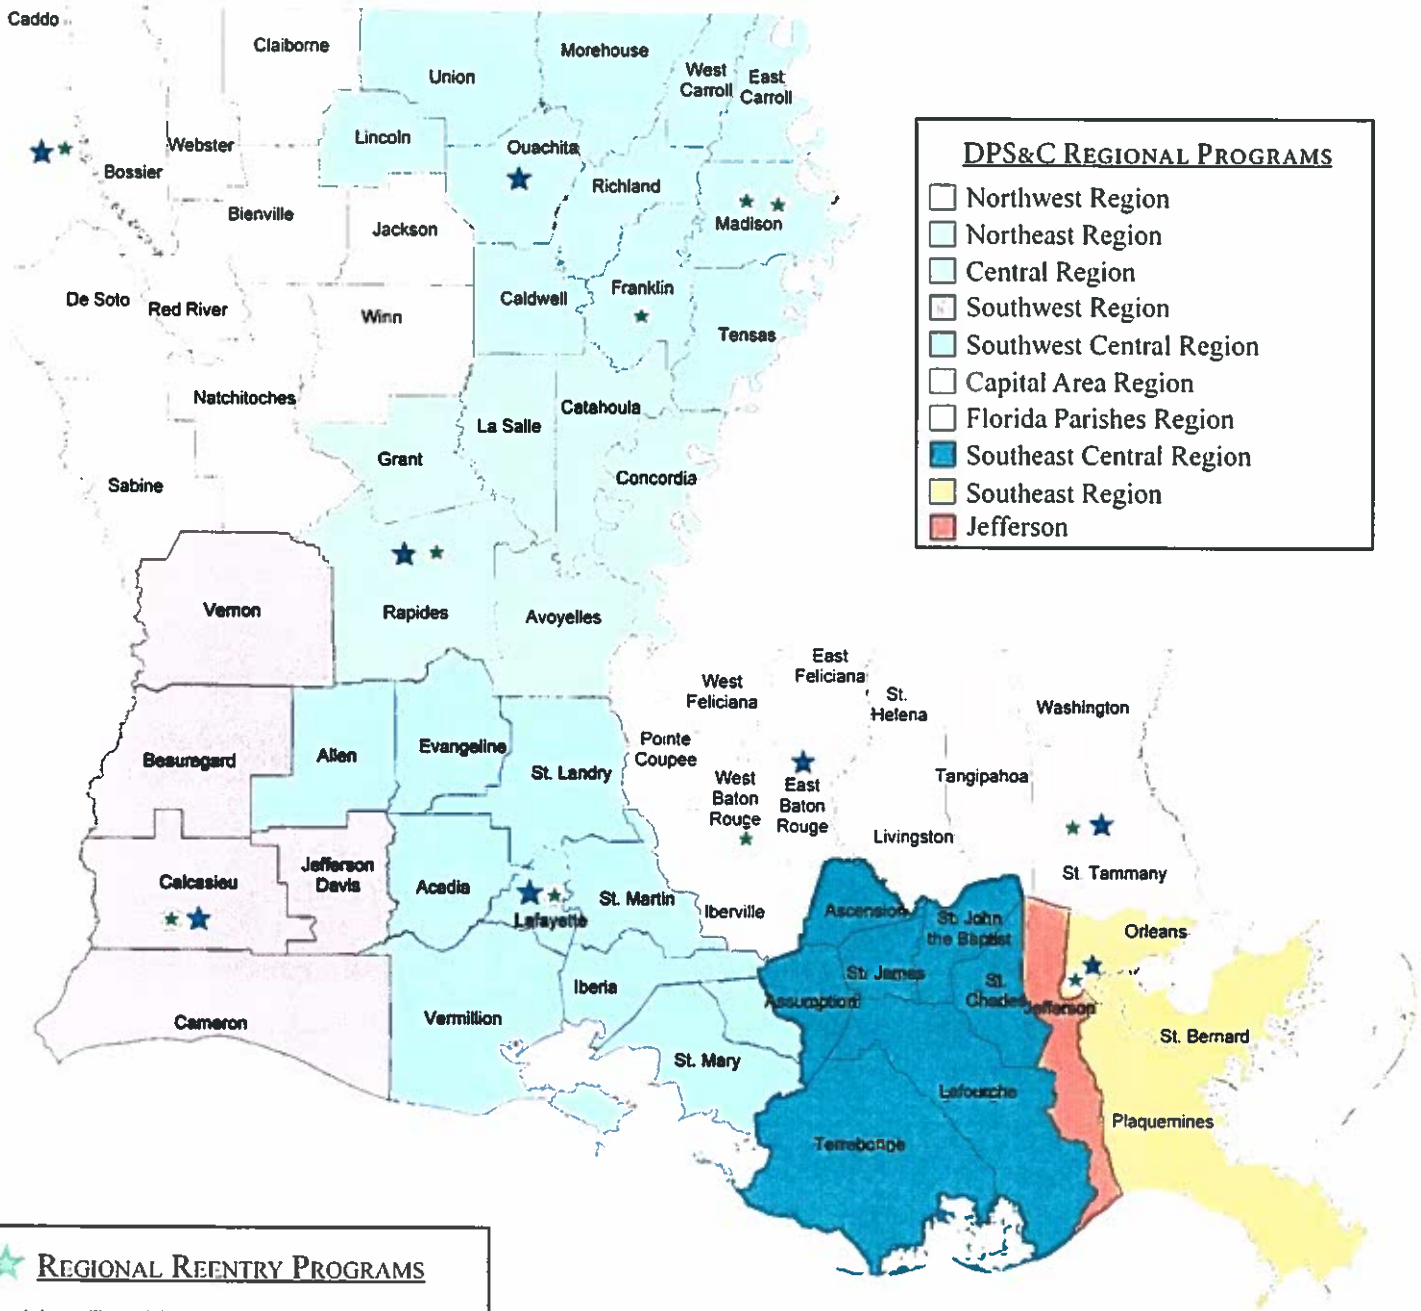 Caddo
Claiborne
Union
Morehouse
West
Carroll
East
Carroll
Lincoln
Webster
Bossier
Ouachita
Richland
Bienville
Jackson
Madison
De Soto
Red River
Winn
Caldwell
Franklin
Tensas
Natchitoches
La Salle
Catahoula
Grant
Concordia
Sabine
Vernon
Rapides
Avoyelles
DPS&C REGIONAL PROGRAMS
Northwest Region
Northeast Region
Central Region
Southwest Region
Southwest Central Region
Capital Area Region
Florida Parishes Region
Southeast Central Region
Southeast Region
Jefferson
West
Feliciana
East
Feliciana
St.
Helena
Washington
Beauregard
Allen
Evangeline
St. Landry
Pointe
Coupee
West
Baton
Rouge
East
Baton
Rouge
Tangipahoa
Livingston
St. Tammany
Calcasieu
Jefferson
Davis
Acadia
Lafayette
St. Martin
Iberville
Ascension
St. John
the Baptist
Orleans
Cameron
Vermillion
Iberia
St. Mary
Assumption
St. James
St.
Charles
Jefferson
St. Bernard
Lafourche
Terrebonne
Plaquemines
REGIONAL REENTRY PROGRAMS